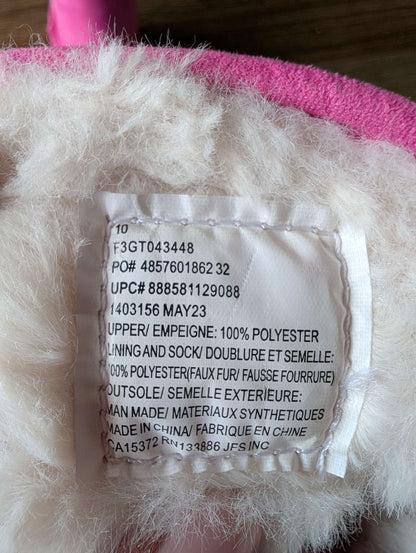 10
F3GT043448
PO# 4857601862 32
UPC# 888581129088
1403156 MAY23
UPPER/ EMPEIGNE: 100% POLYESTER
LINING AND SOCK/ DOUBLURE ET SEMELLE:
100% POLYESTER(FAUX FUR/ FAUSSE FOURRURE)
OUTSOLE/ SEMELLE EXTERIEURE:
MAN MADE/ MATERIAUX SYNTHETIQUES
MADE IN CHINA/ FABRIQUE EN CHINE
CA15372 RN133886 JFS INC